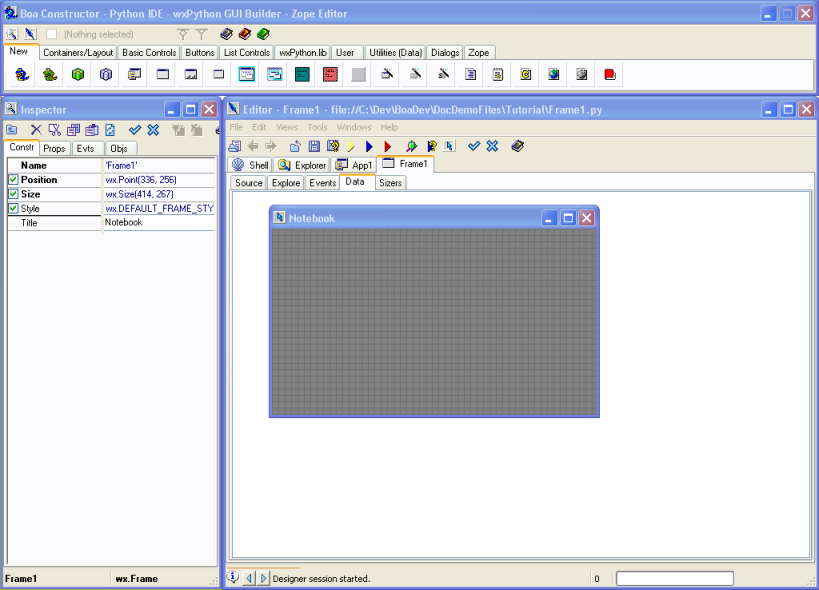 Boa Constructor - Python IDE - wxPython GUI Builder - Zope Editor
(Nothing selected)
New Containers/Layout Basic Controls Buttons List Controls wxPython.lib User Utilities (Data) Dialogs Zope
Inspector
Constr Props Evts Objs
Name 'Frame1'
Position wx.Point(336, 256)
Size wx.Size(414, 267)
Style wx.DEFAULT_FRAME_STY
Title Notebook
Frame1 wx.Frame
Editor - Frame1 - file://C:\Dev\BoaDev\DocDemoFiles\Tutorial\Frame1.py
File Edit Views Tools Windows Help
Shell Explorer App1 Frame1
Source Explore Events Data Sizers
Notebook
Designer session started. 0